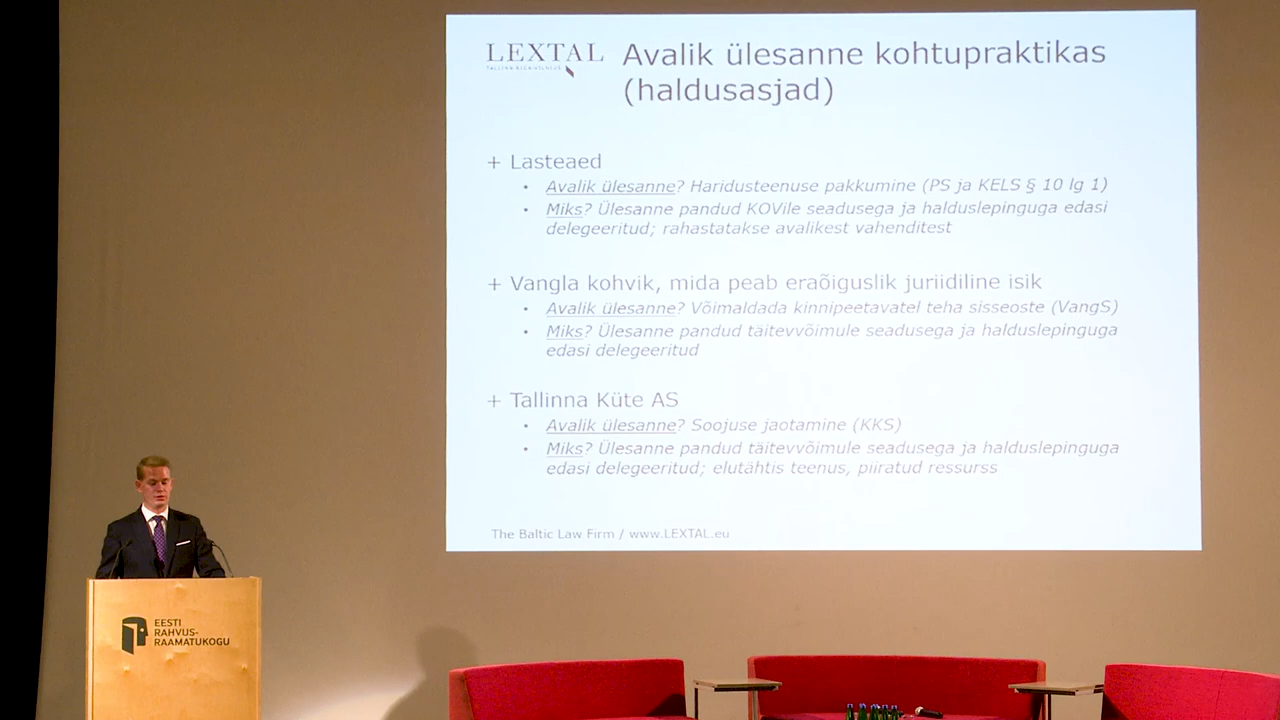 LEXTAL
Avalik ülesanne kohtupraktikas
(haldusasjad)
+ Lasteaed
• Avalik ülesanne? Haridusteenuse pakkumine (PS ja KELS § 10 lg 1)
• Miks? Ülesanne pandud KOVile seadusega ja halduslepinguga edasi
delegeeritud; rahastatakse avalikest vahenditest
+ Vangla kohvik, mida peab eraõiguslik juriidiline isik
• Avalik ülesanne? Võimaldada kinnipeetavatel teha sisseoste (VangS)
• Miks? Ülesanne pandud täitevvõimule seadusega ja halduslepinguga
edasi delegeeritud
+ Tallinna Küte AS
• Avalik ülesanne? Soojuse jaotamine (KKS)
• Miks? Ülesanne pandud täitevvõimule seadusega ja halduslepinguga
edasi delegeeritud; elutähtis teenus, piiratud ressurss
The Baltic Law Firm / www.LEXTAL.eu
EESTI
RAHVUS-
RAAMATUKOGU